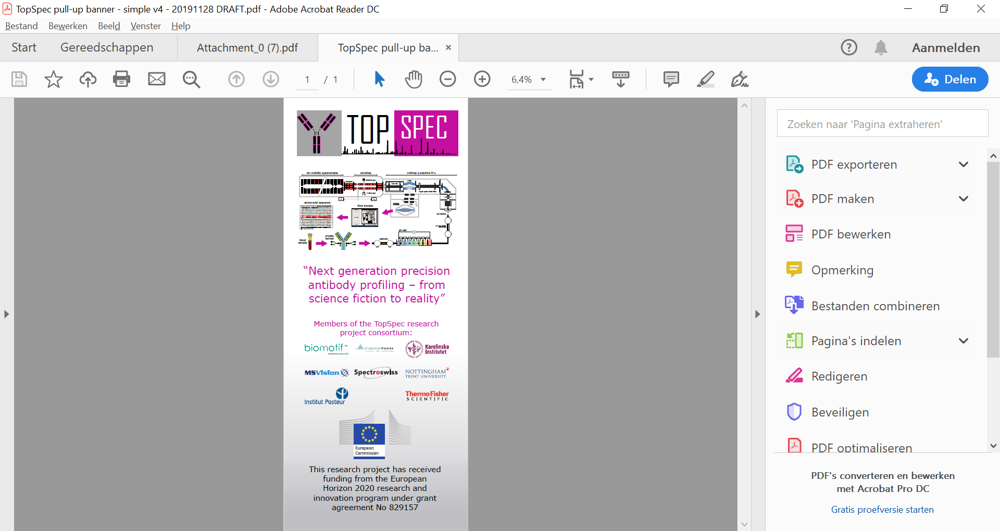 TopSpec pull-up banner - simple v4 - 20191128 DRAFT.pdf - Adobe Acrobat Reader DC
Bestand Bewerken Beeld Venster Help
Start Gereedschappen Attachment_0 (7).pdf TopSpec pull-up ba... Aanmelden
1 / 1 6,4% Delen
TOP SPEC
ion mobility spectrometer omnitrap orbitrap q exactive hf x
amino-acid sequence
ftms booster
blood sample
protein extract
“Next generation precision
antibody profiling – from
science fiction to reality”
Members of the TopSpec research
project consortium:
biomotif™ FasmaTECH Karolinska
Institutet
MSVision Spectroswiss NOTTINGHAM
TRENT UNIVERSITY
Institut Pasteur ThermoFisher
SCIENTIFIC
European
Commission
This research project has received
funding from the European
Horizon 2020 research and
innovation program under grant
agreement No 829157
Zoeken naar 'Pagina extraheren'
PDF exporteren
PDF maken
PDF bewerken
Opmerking
Bestanden combineren
Pagina's indelen
Redigeren
Beveiligen
PDF optimaliseren
PDF's converteren en bewerken
met Acrobat Pro DC
Gratis proefversie starten